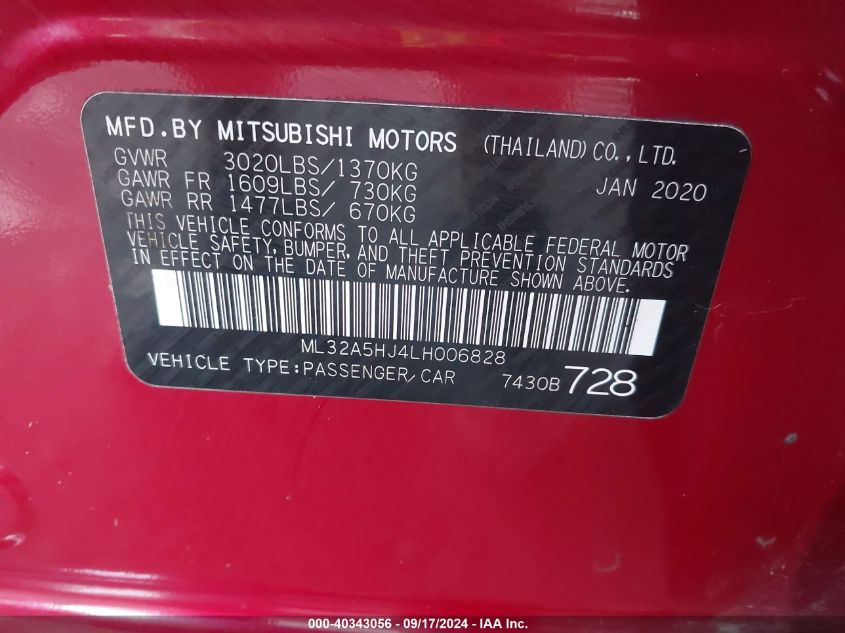 MFD.BY MITSUBISHI MOTORS (THAILAND)CO.,LTD.
GVWR 3020LBS/1370KG JAN 2020
GAWR FR 1609LBS/ 730KG
GAWR RR 1477LBS/ 670KG
THIS VEHICLE CONFORMS TO ALL APPLICABLE FEDERAL MOTOR
VEHICLE SAFETY, BUMPER, AND THEFT PREVENTION STANDARDS
IN EFFECT ON THE DATE OF MANUFACTURE SHOWN ABOVE.
ML32A5HJ4LH006828
VEHICLE TYPE:PASSENGER/CAR 7430B 728
000-40343056 - 09/17/2024 - IAA Inc.